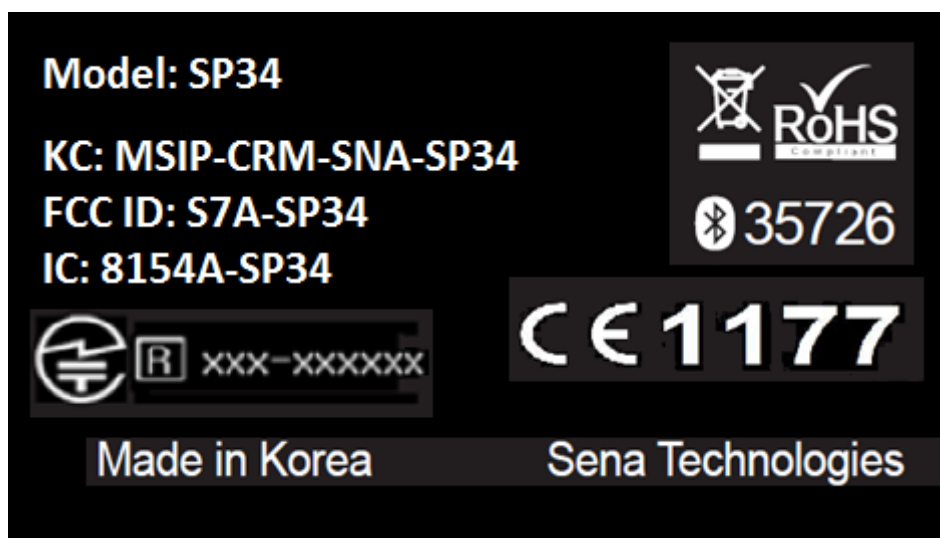 Model: SP34
KC: MSIP-CRM-SNA-SP34
FCC ID: S7A-SP34
IC: 8154A-SP34
RoHS
Compliant
35726
R xxx-xxxxxx
CE 1177
Made in Korea
Sena Technologies